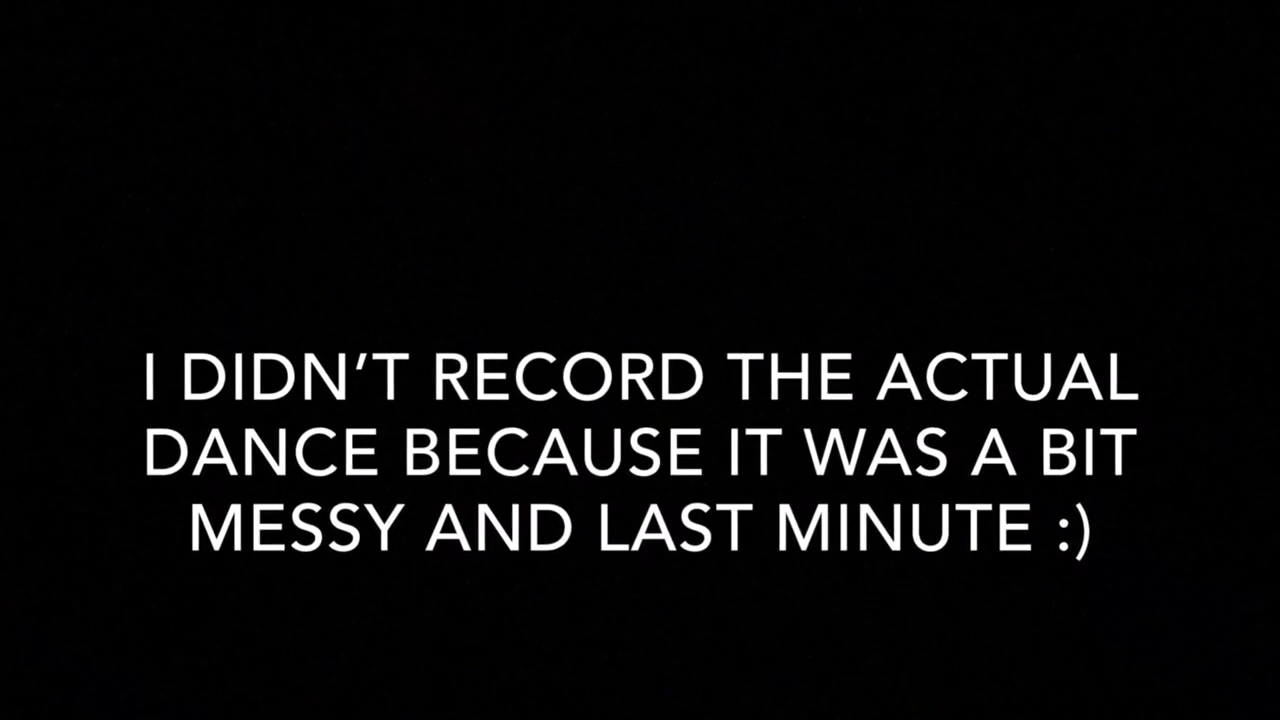 I DIDN’T RECORD THE ACTUAL
DANCE BECAUSE IT WAS A BIT
MESSY AND LAST MINUTE :)